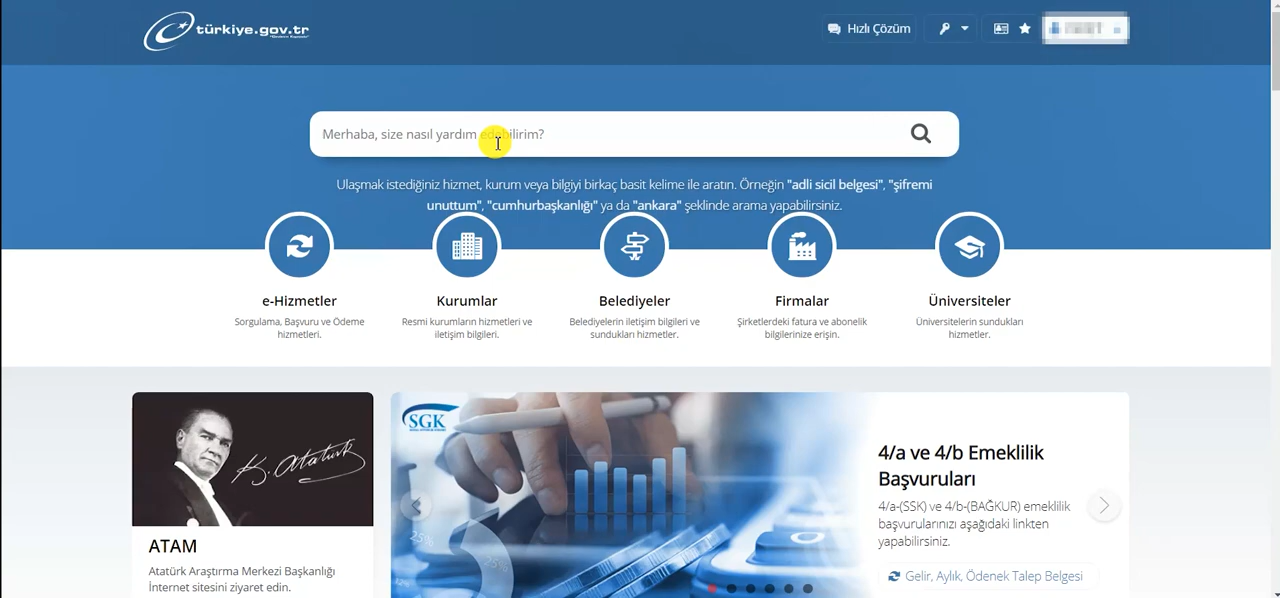 türkiye.gov.tr
Hızlı Çözüm
Merhaba, size nasıl yardım edebilirim?
Ulaşmak istediğiniz hizmet, kurum veya bilgiyi birkaç basit kelime ile aratın. Örneğin "adli sicil belgesi", "şifremi
unuttum", "cumhurbaşkanlığı" ya da "ankara" şeklinde arama yapabilirsiniz.
e-Hizmetler
Sorgulama, Başvuru ve Ödeme
hizmetleri.
Kurumlar
Resmi kurumların hizmetleri ve
iletişim bilgileri.
Belediyeler
Belediyelerin iletişim bilgileri ve
sundukları hizmetler.
Firmalar
Şirketlerdeki fatura ve abonelik
bilgilerinize erişin.
Üniversiteler
Üniversitelerin sundukları
hizmetler.
K. Atatürk
ATAM
Atatürk Araştırma Merkezi Başkanlığı
İnternet sitesini ziyaret edin.
SGK
25%
25%
4/a ve 4/b Emeklilik
Başvuruları
4/a-(SSK) ve 4/b-(BAĞKUR) emeklilik
başvurularınızı aşağıdaki linkten
yapabilirsiniz.
Gelir, Aylık, Ödenek Talep Belgesi